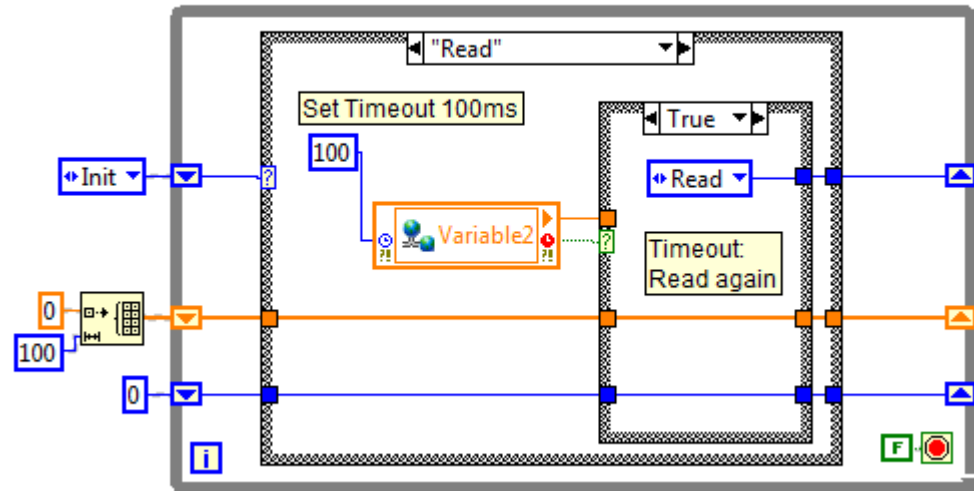 "Read"
Set Timeout 100ms
True
100
Init
Read
Variable2
?
?
?!
?!
Timeout:
Read again
0
100
0
i
F